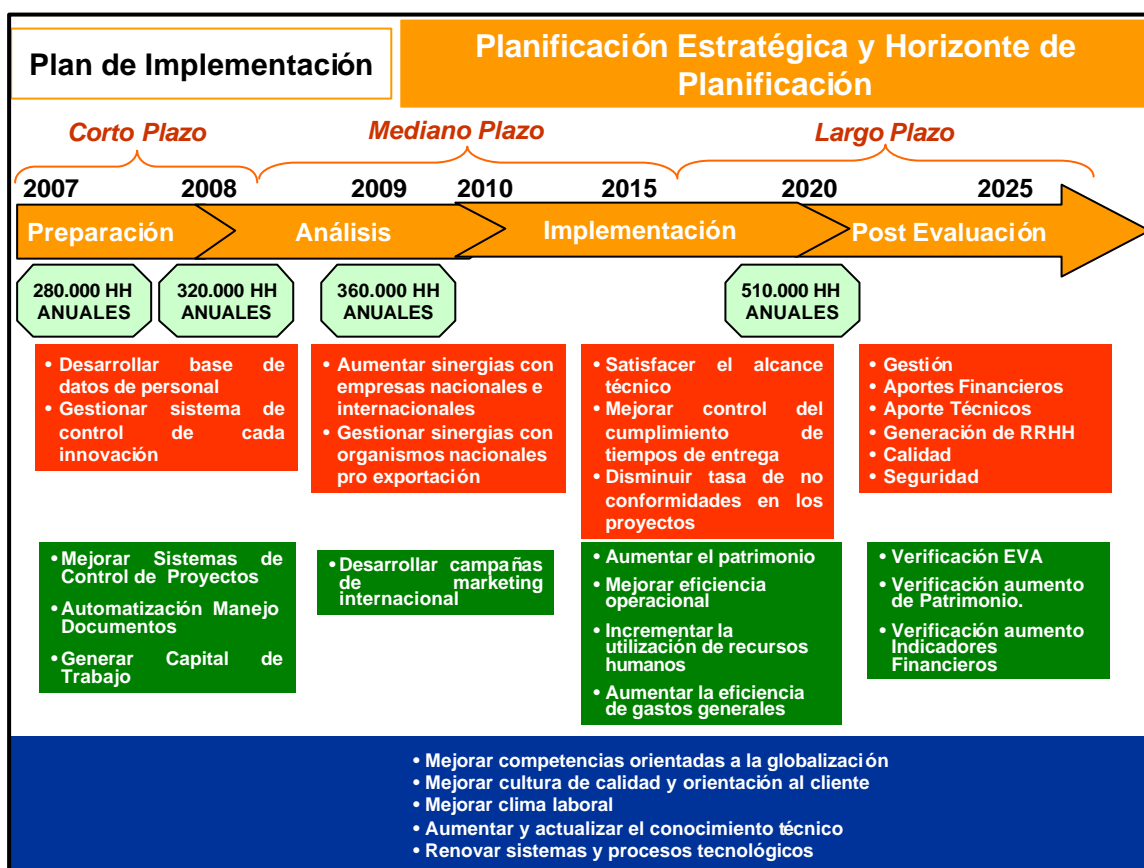 Plan de Implementación
Planificación Estratégica y Horizonte de
Planificación
Corto Plazo
Mediano Plazo
Largo Plazo
2007
2008
2009
2010
2015
2020
2025
Preparación
Análisis
Implementación
Post Evaluación
280.000 HH
ANUALES
320.000 HH
ANUALES
360.000 HH
ANUALES
510.000 HH
ANUALES
• Desarrollar base de
datos de personal
• Gestionar sistema de
control de cada
innovación
• Aumentar sinergias con
empresas nacionales e
internacionales
• Gestionar sinergias con
organismos nacionales
pro exportación
• Satisfacer el alcance
técnico
• Mejorar control del
cumplimiento de
tiempos de entrega
• Disminuir tasa de no
conformidades en los
proyectos
• Gestión
• Aportes Financieros
• Aporte Técnicos
• Generación de RRHH
• Calidad
• Seguridad
• Mejorar Sistemas de
Control de Proyectos
• Automatización Manejo
Documentos
• Generar Capital de
Trabajo
• Desarrollar campañas
de marketing
internacional
• Aumentar el patrimonio
• Mejorar eficiencia
operacional
• Incrementar la
utilización de recursos
humanos
• Aumentar la eficiencia
de gastos generales
• Verificación EVA
• Verificación aumento
de Patrimonio.
• Verificación aumento
Indicadores
Financieros
• Mejorar competencias orientadas a la globalización
• Mejorar cultura de calidad y orientación al cliente
• Mejorar clima laboral
• Aumentar y actualizar el conocimiento técnico
• Renovar sistemas y procesos tecnológicos